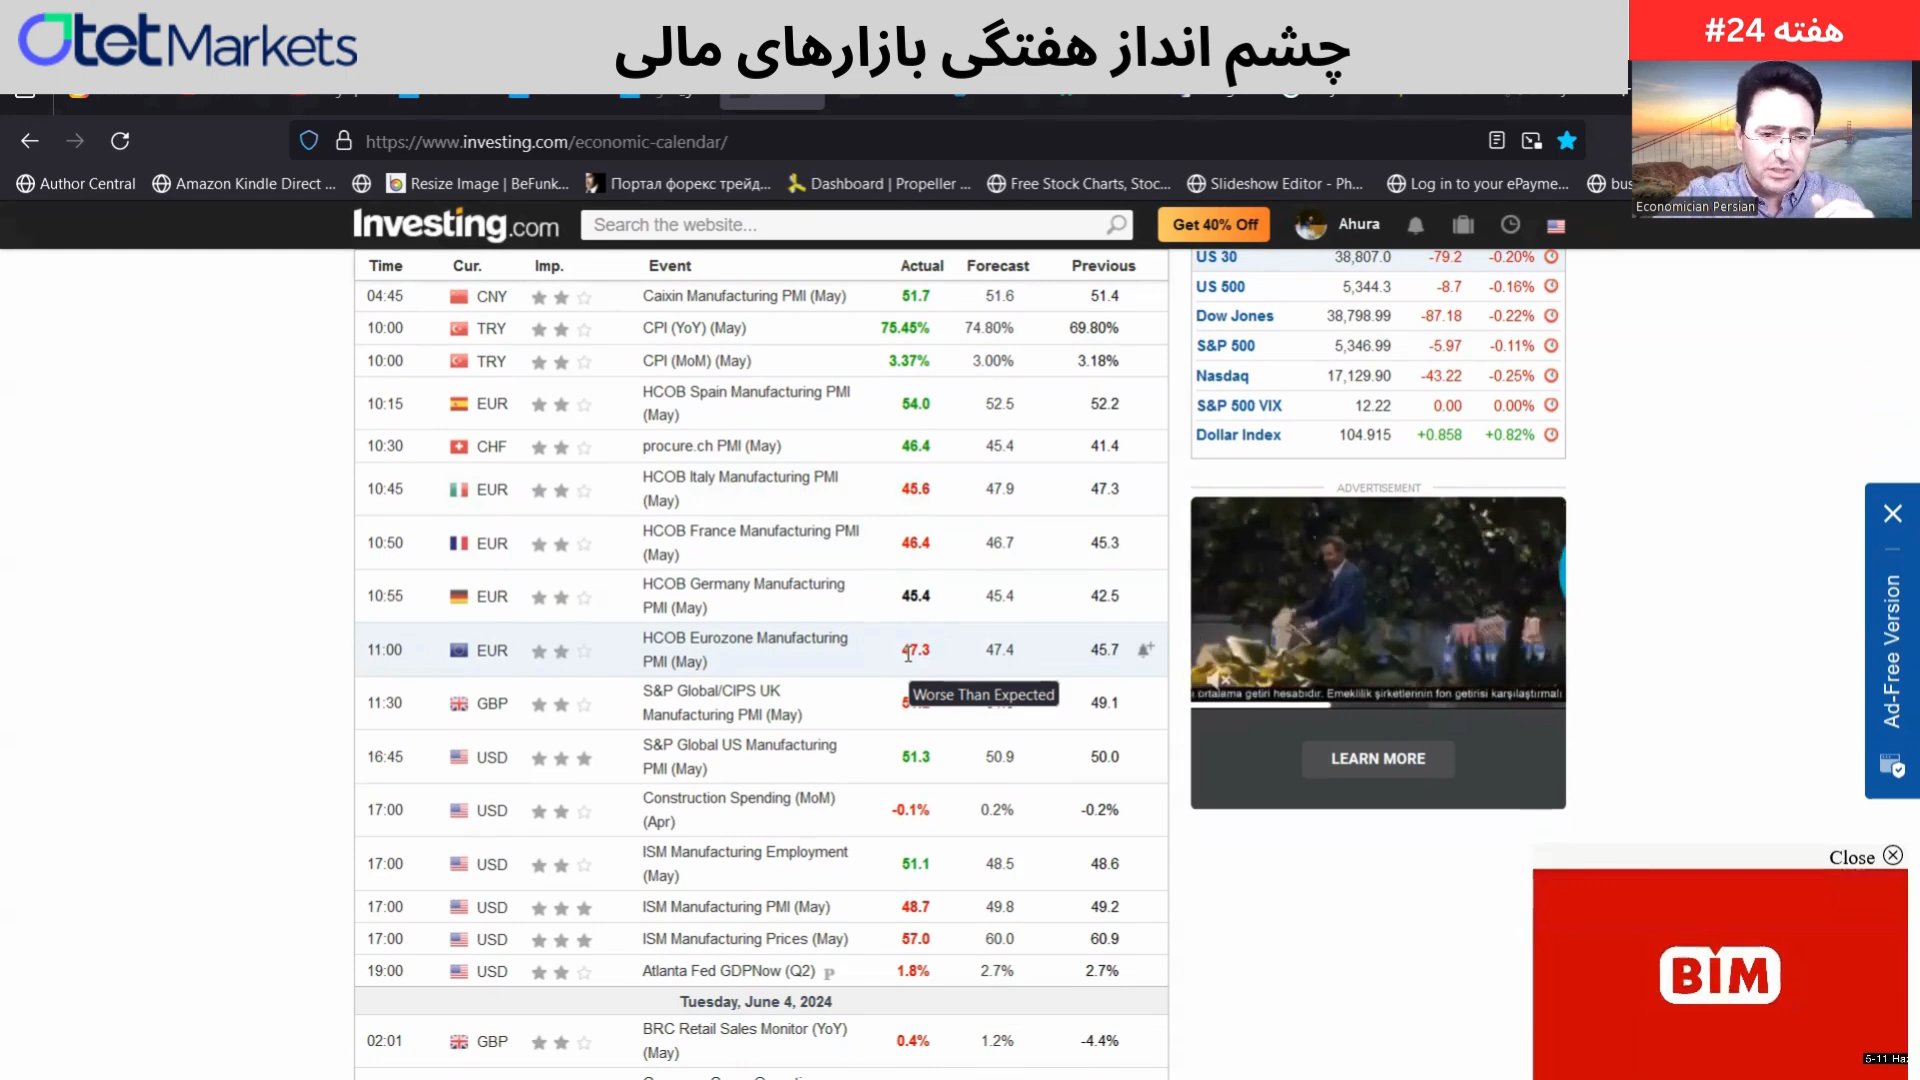 OtetMarkets
چشم انداز هفتگی بازارهای مالی
هفته 24#
https://www.investing.com/economic-calendar/
Author Central
Amazon Kindle Direct ...
Resize Image | BeFunk...
Портал форекс трейд...
Dashboard | Propeller ...
Free Stock Charts, Stoc...
Slideshow Editor - Ph...
Log in to your ePayme...
Economician Persian
Investing.com
Search the website...
Get 40% Off
Ahura
Time Cur. Imp. Event Actual Forecast Previous
04:45 CNY Caixin Manufacturing PMI (May) 51.7 51.6 51.4
10:00 TRY CPI (YoY) (May) 75.45% 74.80% 69.80%
10:00 TRY CPI (MoM) (May) 3.37% 3.00% 3.18%
10:15 EUR HCOB Spain Manufacturing PMI (May) 54.0 52.5 52.2
10:30 CHF procure.ch PMI (May) 46.4 45.4 41.4
10:45 EUR HCOB Italy Manufacturing PMI (May) 45.6 47.9 47.3
10:50 EUR HCOB France Manufacturing PMI (May) 46.4 46.7 45.3
10:55 EUR HCOB Germany Manufacturing PMI (May) 45.4 45.4 42.5
11:00 EUR HCOB Eurozone Manufacturing PMI (May) 47.3 47.4 45.7
Worse Than Expected
11:30 GBP S&P Global/CIPS UK Manufacturing PMI (May) 49.1
16:45 USD S&P Global US Manufacturing PMI (May) 51.3 50.9 50.0
17:00 USD Construction Spending (MoM) (Apr) -0.1% 0.2% -0.2%
17:00 USD ISM Manufacturing Employment (May) 51.1 48.5 48.6
17:00 USD ISM Manufacturing PMI (May) 48.7 49.8 49.2
17:00 USD ISM Manufacturing Prices (May) 57.0 60.0 60.9
19:00 USD Atlanta Fed GDPNow (Q2) P 1.8% 2.7% 2.7%
Tuesday, June 4, 2024
02:01 GBP BRC Retail Sales Monitor (YoY) (May) 0.4% 1.2% -4.4%
US 30 38,807.0 -79.2 -0.20%
US 500 5,344.3 -8.7 -0.16%
Dow Jones 38,798.99 -87.18 -0.22%
S&P 500 5,346.99 -5.97 -0.11%
Nasdaq 17,129.90 -43.22 -0.25%
S&P 500 VIX 12.22 0.00 0.00%
Dollar Index 104.915 +0.858 +0.82%
ADVERTISEMENT
ortalama getiri hesabıdır. Emeklilik şirketlerinin fon getirisi karşılaştırmalı
LEARN MORE
Ad-Free Version
Close
BİM
5-11 Haz